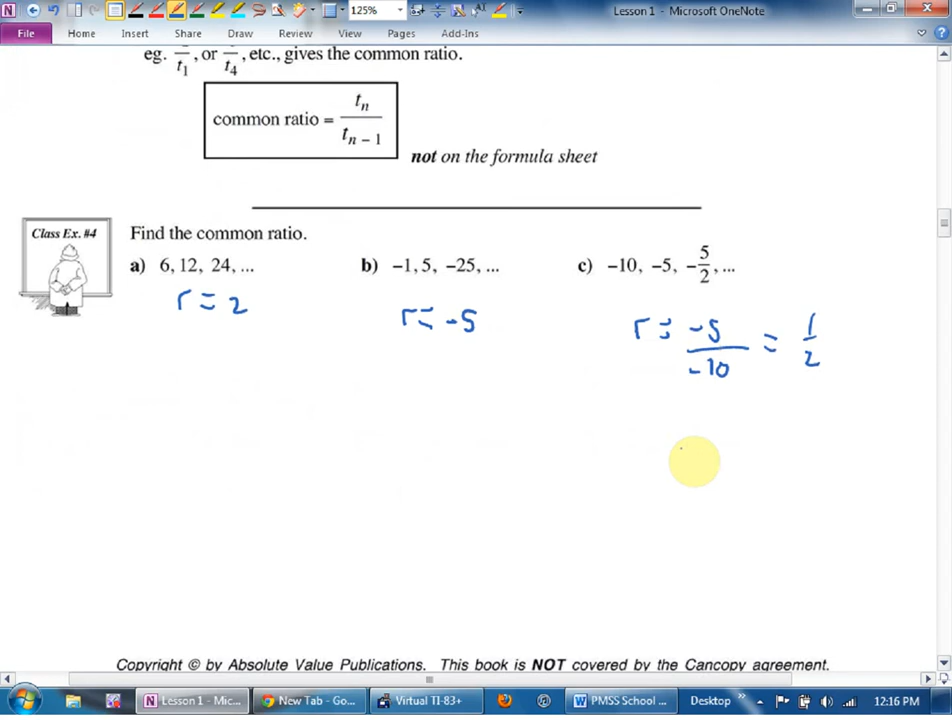 Lesson 1 - Microsoft OneNote
125%
File Home Insert Share Draw Review View Pages Add-Ins
eg. t1, or t4, etc., gives the common ratio.
common ratio = tn / tn – 1
not on the formula sheet
Class Ex. #4
Find the common ratio.
a) 6, 12, 24, ... b) –1, 5, –25, ... c) –10, –5, –5/2, ...
r = 2 r = -5 r = -5/-10 = 1/2
Copyright © by Absolute Value Publications. This book is NOT covered by the Cancopy agreement.
Lesson 1 - Mic... New Tab - Go... Virtual TI-83+ PMSS School ... Desktop » 12:16 PM